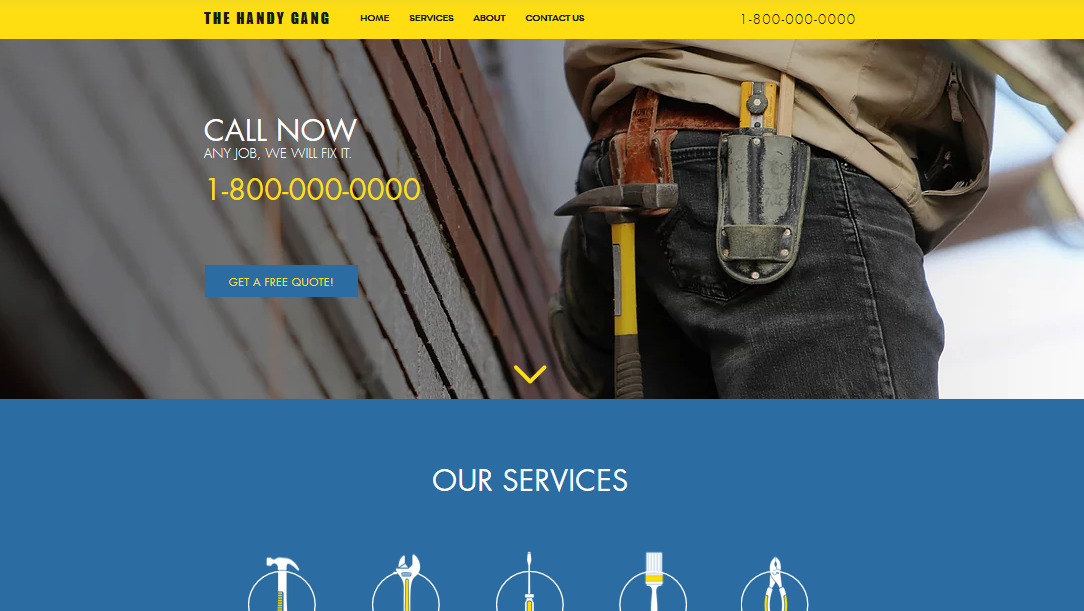 THE HANDY GANG
HOME
SERVICES
ABOUT
CONTACT US
1-800-000-0000
CALL NOW
ANY JOB, WE WILL FIX IT.
1-800-000-0000
GET A FREE QUOTE!
OUR SERVICES